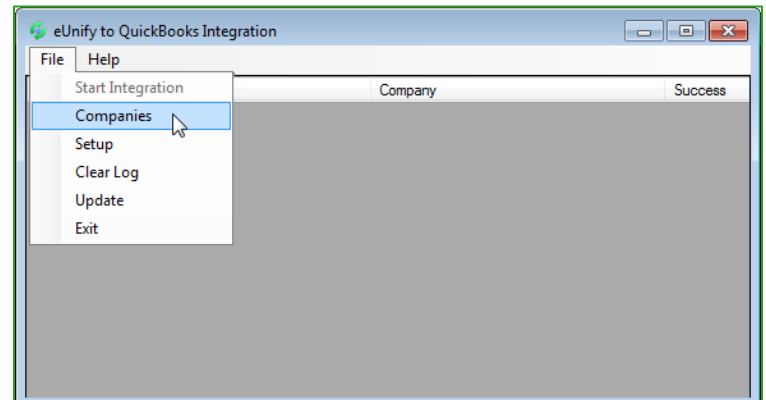 eUnify to QuickBooks Integration
File Help
Company Success
Start Integration
Companies
Setup
Clear Log
Update
Exit